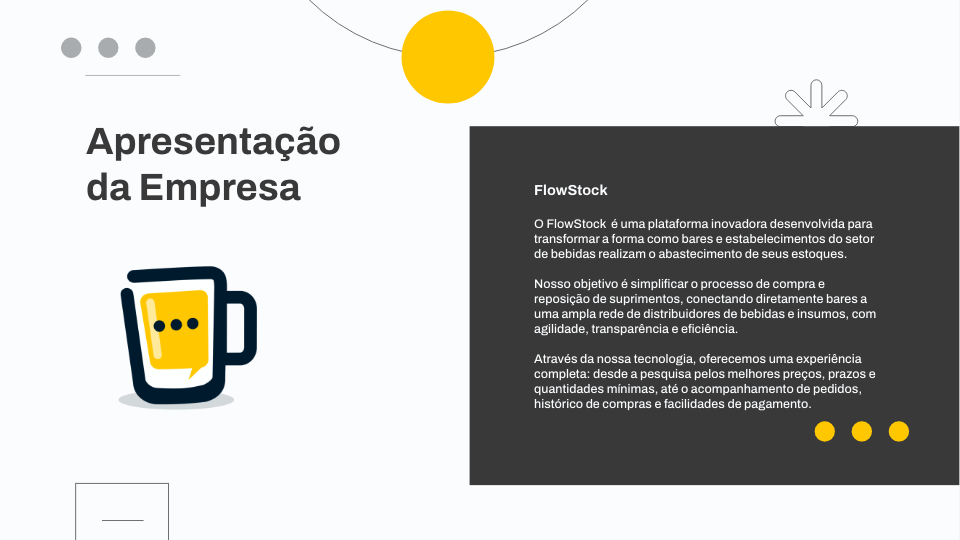 Apresentação
da Empresa
FlowStock
O FlowStock é uma plataforma inovadora desenvolvida para
transformar a forma como bares e estabelecimentos do setor
de bebidas realizam o abastecimento de seus estoques.
Nosso objetivo é simplificar o processo de compra e
reposição de suprimentos, conectando diretamente bares a
uma ampla rede de distribuidores de bebidas e insumos, com
agilidade, transparência e eficiência.
Através da nossa tecnologia, oferecemos uma experiência
completa: desde a pesquisa pelos melhores preços, prazos e
quantidades mínimas, até o acompanhamento de pedidos,
histórico de compras e facilidades de pagamento.